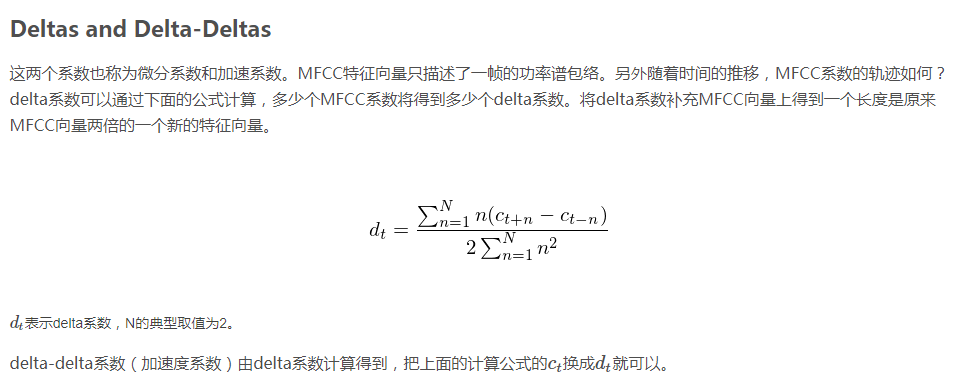 Deltas and Delta-Deltas
这两个系数也称为微分系数和加速系数。MFCC特征向量只描述了一帧的功率谱包络。另外随着时间的推移，MFCC系数的轨迹如何？
delta系数可以通过下面的公式计算，多少个MFCC系数将得到多少个delta系数。将delta系数补充MFCC向量上得到一个长度是原来
MFCC向量两倍的一个新的特征向量。
d_t = \frac{\sum_{n=1}^{N} n(c_{t+n} - c_{t-n})}{2\sum_{n=1}^{N} n^2}
d_t表示delta系数，N的典型取值为2。
delta-delta系数（加速度系数）由delta系数计算得到，把上面的计算公式的c_t换成d_t就可以。